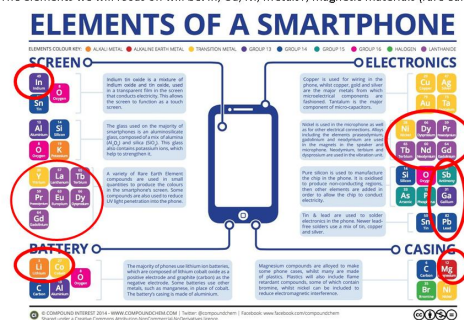 The elements we will focus on will be: In, Ga, Ni,
ELEMENTS OF A SMARTPHONE
ELEMENTS COLOUR KEY: ALKALI METAL ALKALINE EARTH METAL TRANSITION METAL GROUP 13 GROUP 14 GROUP 15 GROUP 16 HALOGEN LANTHANIDE
SCREEN
In
Indium
Sn
Tin
O
Oxygen
Indium tin oxide is a mixture of
indium oxide and tin oxide, used
in a transparent film in the screen
that conducts electricity. This allows
the screen to function as a touch
screen.
Al
Aluminium
Si
Silicon
O
Oxygen
K
Potassium
The glass used on the majority of
smartphones is an aluminosilicate
glass, composed of a mix of alumina
(Al₂O₃) and silica (SiO₂). This glass
also contains potassium ions, which
help to strengthen it.
Y
Yttrium
La
Lanthanum
Tb
Terbium
Pr
Praseodymium
Eu
Europium
Dy
Dysprosium
Gd
Gadolinium
A variety of Rare Earth Element
compounds are used in small
quantities to produce the colours
in the smartphone's screen. Some
compounds are also used to reduce
UV light penetration into the phone.
BATTERY
Li
Lithium
Co
Cobalt
O
Oxygen
C
Carbon
Al
Aluminium
The majority of phones use lithium ion batteries,
which are composed of lithium cobalt oxide as a
positive electrode and graphite (carbon) as the
negative electrode. Some batteries use other
metals, such as manganese, in place of cobalt.
The battery's casing is made of aluminium.
ELECTRONICS
Copper is used for wiring in the
phone, whilst copper, gold and silver
are the major metals from which
microelectrical components are
fashioned. Tantalum is the major
component of micro-capacitors.
Cu
Ag
Au
Ta
Nickel is used in the microphone as well
as for other electrical connections. Alloys
including the elements praseodymium,
gadolinium and neodymium are used
in the magnets in the speaker and
microphone. Neodymium, terbium and
dysprosium are used in the vibration unit.
Ni
Dy
Pr
Tb
Nd
Gd
Pure silicon is used to manufacture
the chip in the phone. It is oxidised
to produce non-conducting regions,
then other elements are added in
order to allow the chip to conduct
electricity.
Si
O
Sb
As
P
Ga
Tin & lead are used to solder
electronics in the phone. Newer lead-
free solders use a mix of tin, copper
and silver.
Sn
Pb
CASING
Magnesium compounds are alloyed to make
some phone cases, whilst many are made
of plastics. Plastics will also include flame
retardant compounds, some of which contain
bromine, whilst nickel can be included to
reduce electromagnetic interference.
C
Mg
Br
Ni
© COMPOUND INTEREST 2014 - WWW.COMPOUNDCHEM.COM | Twitter: @compoundchem | Facebook: www.facebook.com/compoundchem